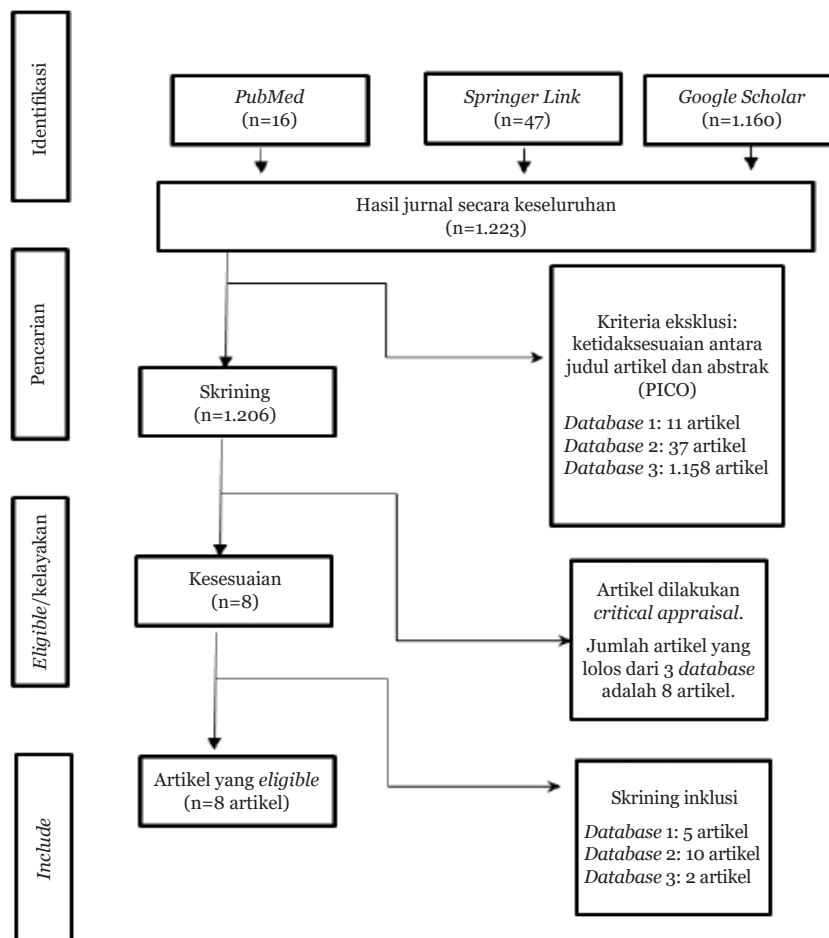 Identifikasi
PubMed
(n=16)
Springer Link
(n=47)
Google Scholar
(n=1.160)
Hasil jurnal secara keseluruhan
(n=1.223)
Pencarian
Kriteria eksklusi:
ketidaksesuaian antara
judul artikel dan abstrak
(PICO)
Database 1: 11 artikel
Database 2: 37 artikel
Database 3: 1.158 artikel
Skrining
(n=1.206)
Eligible/kelayakan
Kesesuaian
(n=8)
Artikel dilakukan
critical appraisal.
Jumlah artikel yang
lolos dari 3 database
adalah 8 artikel.
Include
Artikel yang eligible
(n=8 artikel)
Skrining inklusi
Database 1: 5 artikel
Database 2: 10 artikel
Database 3: 2 artikel